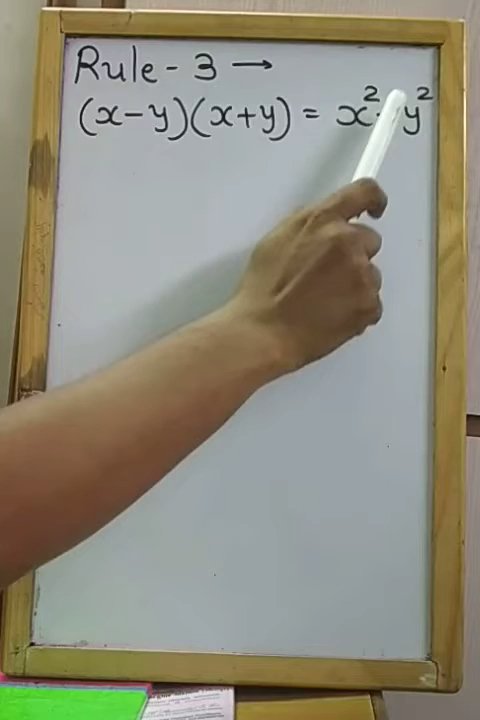 Rule - 3 →
(x-y)(x+y) = x²-y²